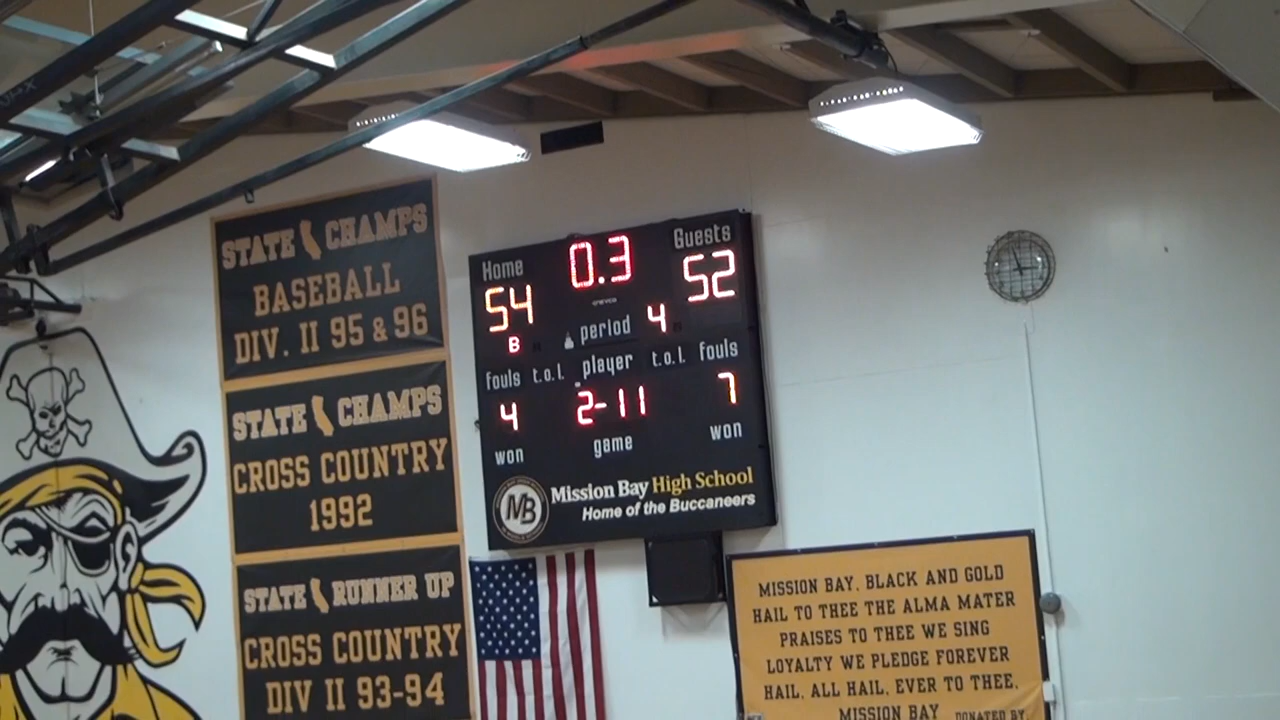 STATE CHAMPS
BASEBALL
DIV. II 95 & 96
STATE CHAMPS
CROSS COUNTRY
1992
STATE RUNNER UP
CROSS COUNTRY
DIV II 93-94
Home 0.3 Guests
54 52
B period 4
fouls t.o.l. player t.o.l. fouls
4 2-11 7
won game won
MB
Mission Bay High School
Home of the Buccaneers
MISSION BAY, BLACK AND GOLD
HAIL TO THEE THE ALMA MATER
PRAISES TO THEE WE SING
LOYALTY WE PLEDGE FOREVER
HAIL, ALL HAIL, EVER TO THEE,
MISSION BAY DONATED BY